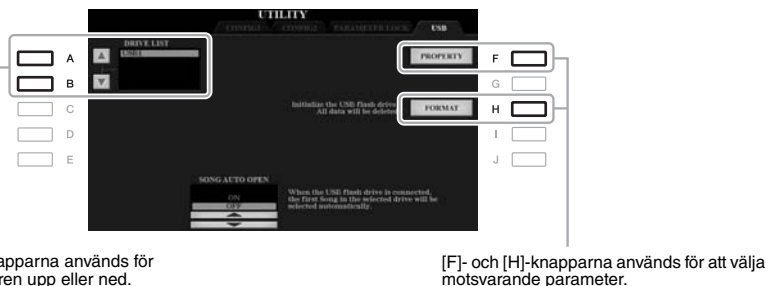 UTILITY
CONFIG1 CONFIG2 PARAMETER LOCK USB
DRIVE LIST
USB1
A
B
C
D
E
PROPERTY
F
G
Initialize the USB flash drive.
All data will be deleted.
FORMAT
H
I
J
SONG AUTO OPEN
ON
OFF
When the USB flash drive is connected,
the first Song in the selected drive will be
selected automatically.
apparna används för
ren upp eller ned.
[F]- och [H]-knapparna används för att välja
motsvarande parameter.